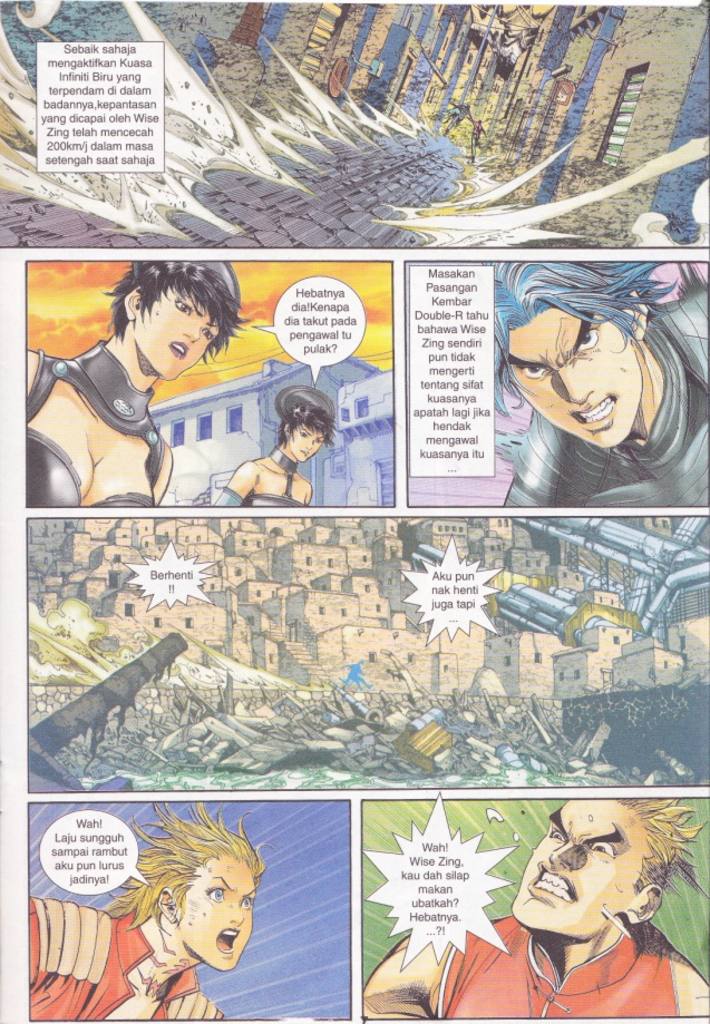 Sebaik sahaja
mengaktifkan Kuasa
Infiniti Biru yang
terpendam di dalam
badannya,kepantasan
yang dicapai oleh Wise
Zing telah mencecah
200km/j dalam masa
setengah saat sahaja
Hebatnya
dia!Kenapa
dia takut pada
pengawal tu
pulak?
Masakan
Pasangan
Kembar
Double-R tahu
bahawa Wise
Zing sendiri
pun tidak
mengerti
tentang sifat
kuasanya
apatah lagi jika
hendak
mengawal
kuasanya itu
...
Berhenti
!!
Aku pun
nak henti
juga tapi
...
Wah!
Laju sungguh
sampai rambut
aku pun lurus
jadinya!
Wah!
Wise Zing,
kau dah silap
makan
ubatkah?
Hebatnya.
...?!